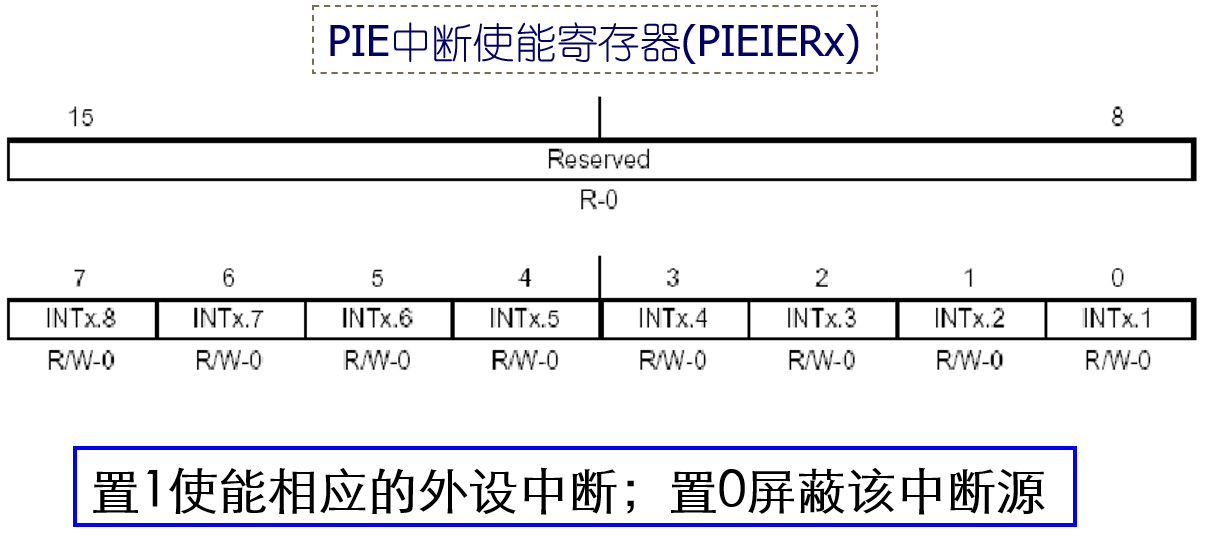 PIE中断使能寄存器(PIEIERx)
15 8
Reserved
R-0
7 6 5 4 3 2 1 0
INTx.8 INTx.7 INTx.6 INTx.5 INTx.4 INTx.3 INTx.2 INTx.1
R/W-0 R/W-0 R/W-0 R/W-0 R/W-0 R/W-0 R/W-0 R/W-0
置1使能相应的外设中断；置0屏蔽该中断源